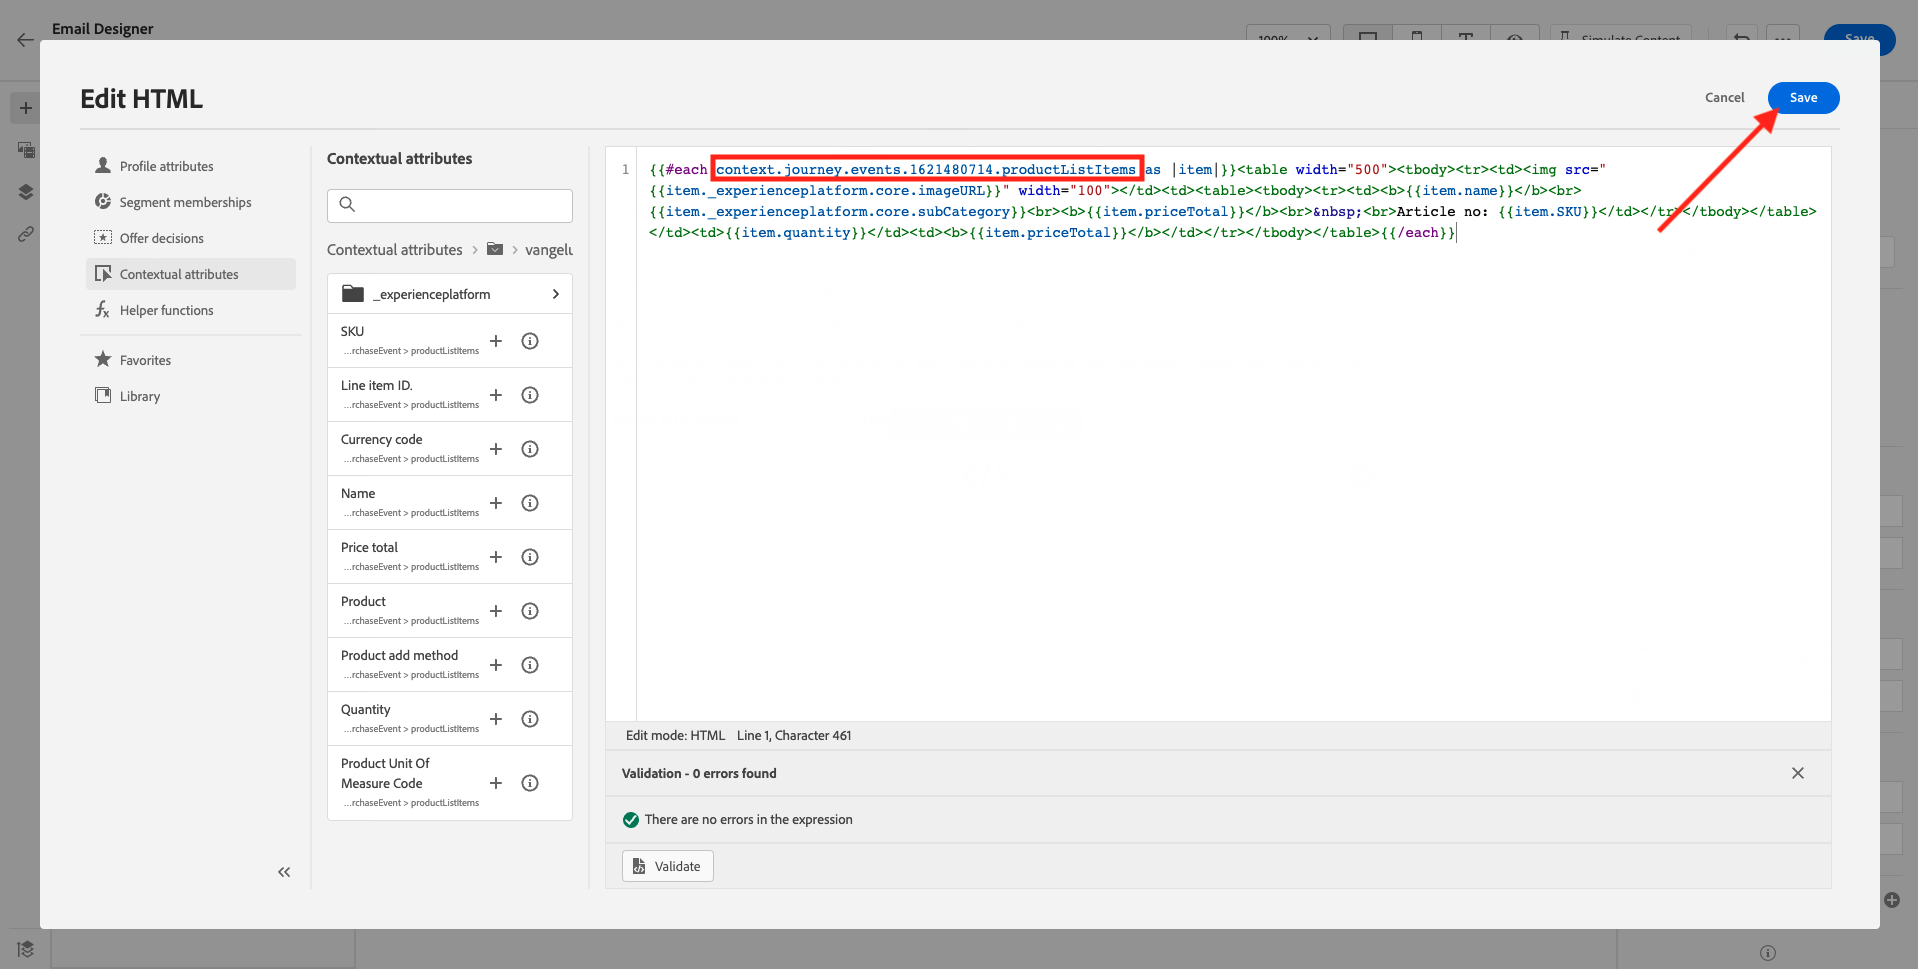 Email Designer
100%
Simulate Content
Save
Edit HTML
Cancel
Save
Profile attributes
Segment memberships
Offer decisions
Contextual attributes
Helper functions
Favorites
Library
Contextual attributes
Contextual attributes > > vangelu
_experienceplatform
SKU
...rchaseEvent > productListItems
Line item ID.
...rchaseEvent > productListItems
Currency code
...rchaseEvent > productListItems
Name
...rchaseEvent > productListItems
Price total
...rchaseEvent > productListItems
Product
...rchaseEvent > productListItems
Product add method
...rchaseEvent > productListItems
Quantity
...rchaseEvent > productListItems
Product Unit Of
Measure Code
...rchaseEvent > productListItems
1
{{#each context.journey.events.1621480714.productListItems as |item|}}<table width="500"><tbody><tr><td><img src="
{{item._experienceplatform.core.imageURL}}" width="100"></td><td><table><tbody><tr><td><b>{{item.name}}</b><br>
{{item._experienceplatform.core.subCategory}}<br><b>{{item.priceTotal}}</b><br>&nbsp;<br>Article no: {{item.SKU}}</td></tr></tbody></table>
</td><td>{{item.quantity}}</td><td><b>{{item.priceTotal}}</b></td></tr></tbody></table>{{/each}}
Edit mode: HTML Line 1, Character 461
Validation - 0 errors found
There are no errors in the expression
Validate